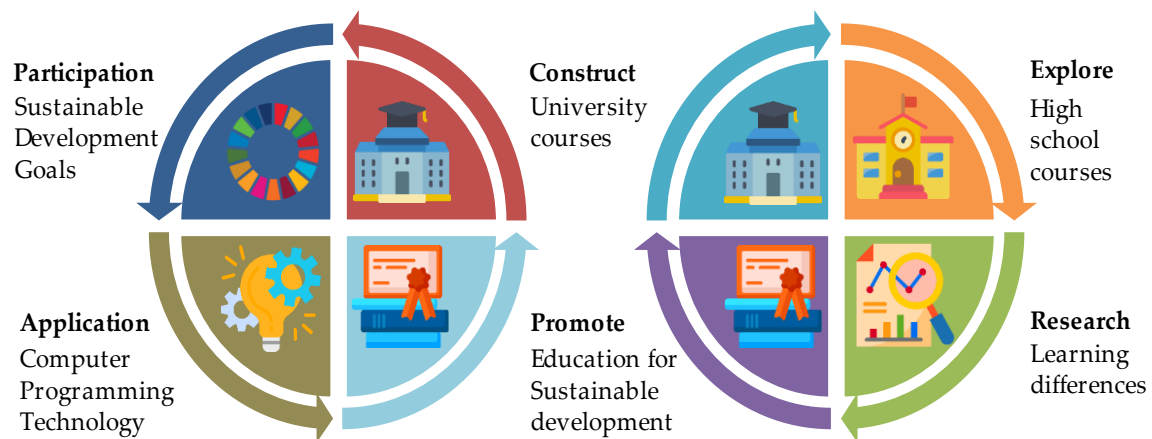 Participation
Sustainable
Development
Goals
Construct
University
courses
Explore
High
school
courses
Application
Computer
Programming
Technology
Promote
Education for
Sustainable
development
Research
Learning
differences